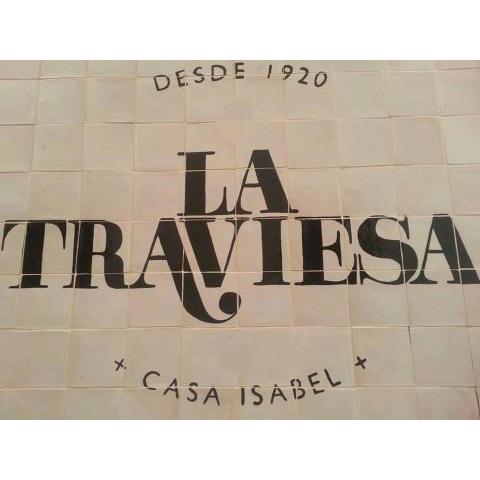 DESDE 1920
LA
TRAVIESA
x CASA ISABEL x